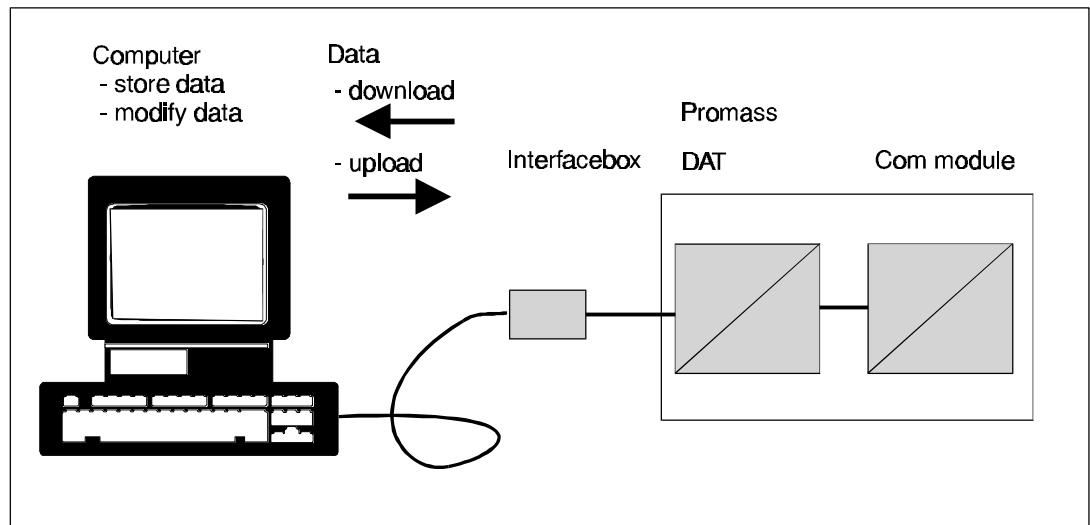 Computer
- store data
- modify data
Data
- download
- upload
Interfacebox
Promass
DAT
Com module